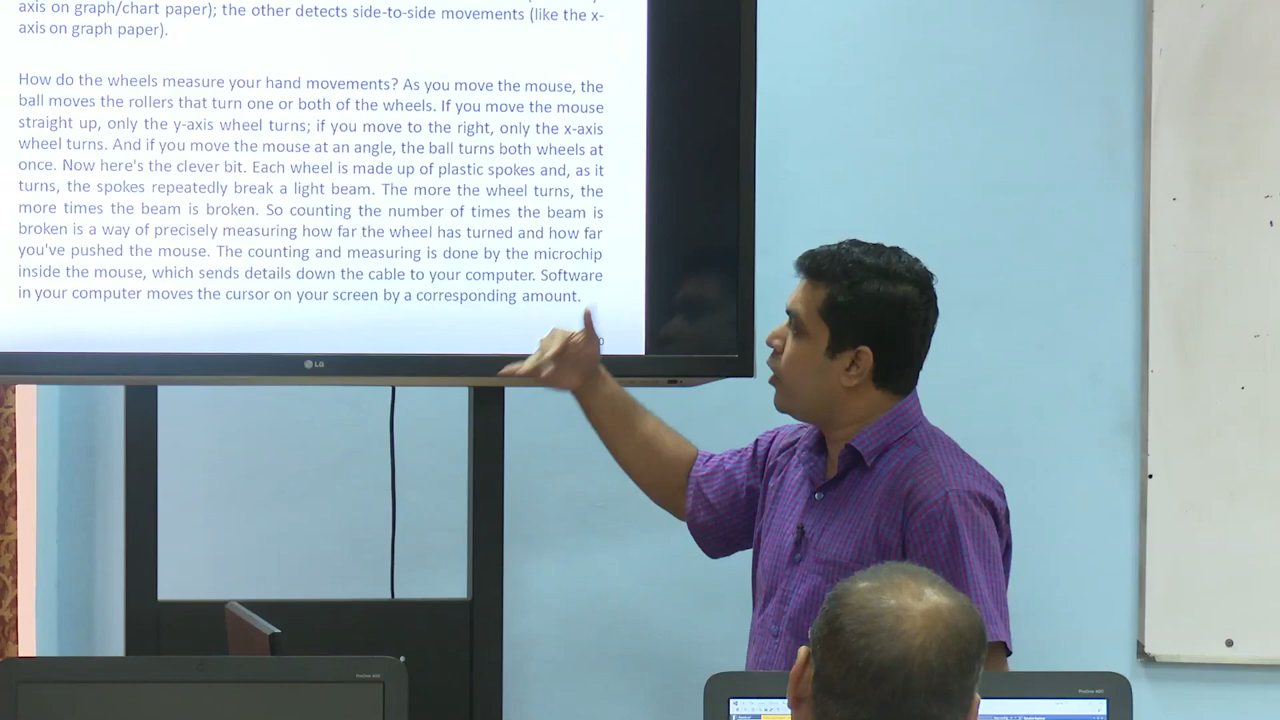 axis on graph/chart paper); the other detects side-to-side movements (like the x-
axis on graph paper).
How do the wheels measure your hand movements? As you move the mouse, the
ball moves the rollers that turn one or both of the wheels. If you move the mouse
straight up, only the y-axis wheel turns; if you move to the right, only the x-axis
wheel turns. And if you move the mouse at an angle, the ball turns both wheels at
once. Now here's the clever bit. Each wheel is made up of plastic spokes and, as it
turns, the spokes repeatedly break a light beam. The more the wheel turns, the
more times the beam is broken. So counting the number of times the beam is
broken is a way of precisely measuring how far the wheel has turned and how far
you've pushed the mouse. The counting and measuring is done by the microchip
inside the mouse, which sends details down the cable to your computer. Software
in your computer moves the cursor on your screen by a corresponding amount.
LG
ProOne 400
ProOne 400